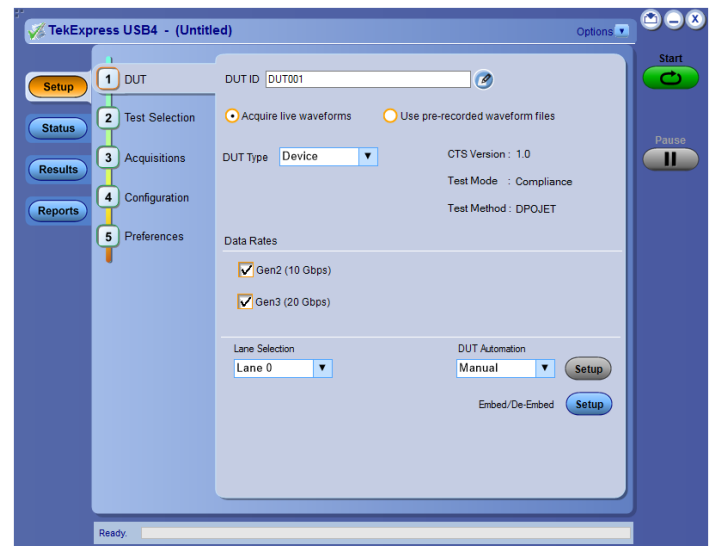 TekExpress USB4 - (Untitled)
Options
Start
Pause
Setup
Status
Results
Reports
1 DUT
2 Test Selection
3 Acquisitions
4 Configuration
5 Preferences
DUT ID DUT001
Acquire live waveforms Use pre-recorded waveform files
DUT Type Device CTS Version : 1.0
Test Mode : Compliance
Test Method : DPOJET
Data Rates
Gen2 (10 Gbps)
Gen3 (20 Gbps)
Lane Selection DUT Automation
Lane 0 Manual Setup
Embed/De-Embed Setup
Ready.